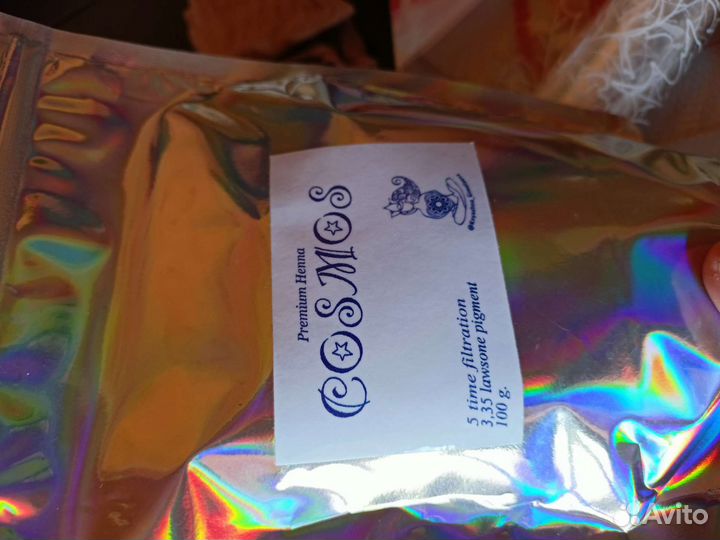 Premium Henna
COSMOS
5 time filtration
3,35 lawsone pigment
100 g.
Avito